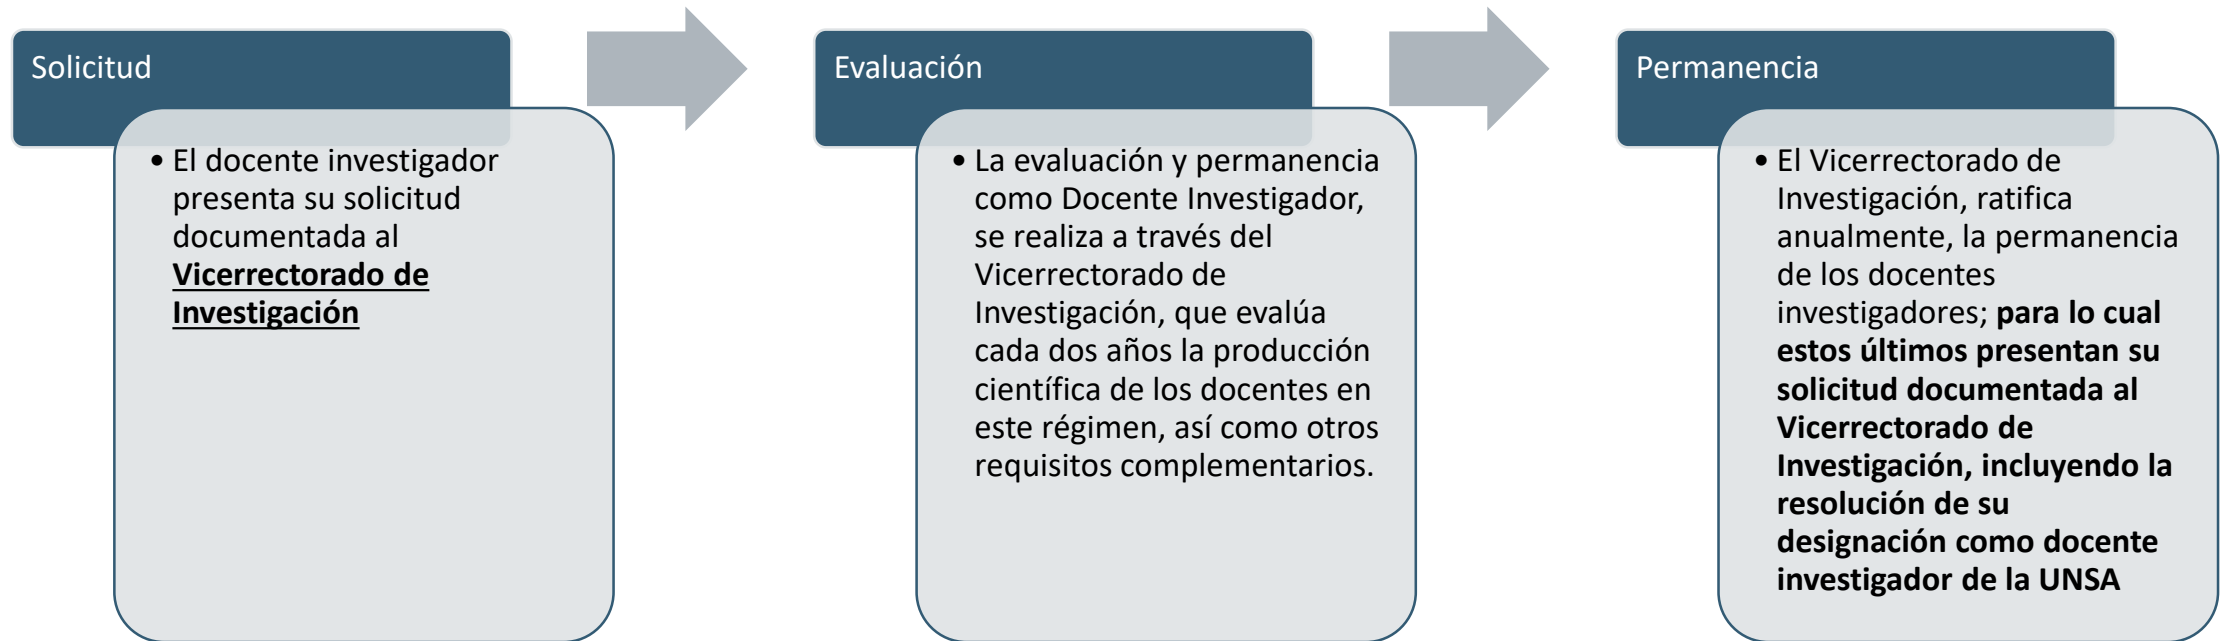 Solicitud
• El docente investigador
presenta su solicitud
documentada al
Vicerrectorado de
Investigación
Evaluación
• La evaluación y permanencia
como Docente Investigador,
se realiza a través del
Vicerrectorado de
Investigación, que evalúa
cada dos años la producción
científica de los docentes en
este régimen, así como otros
requisitos complementarios.
Permanencia
• El Vicerrectorado de
Investigación, ratifica
anualmente, la permanencia
de los docentes
investigadores; para lo cual
estos últimos presentan su
solicitud documentada al
Vicerrectorado de
Investigación, incluyendo la
resolución de su
designación como docente
investigador de la UNSA